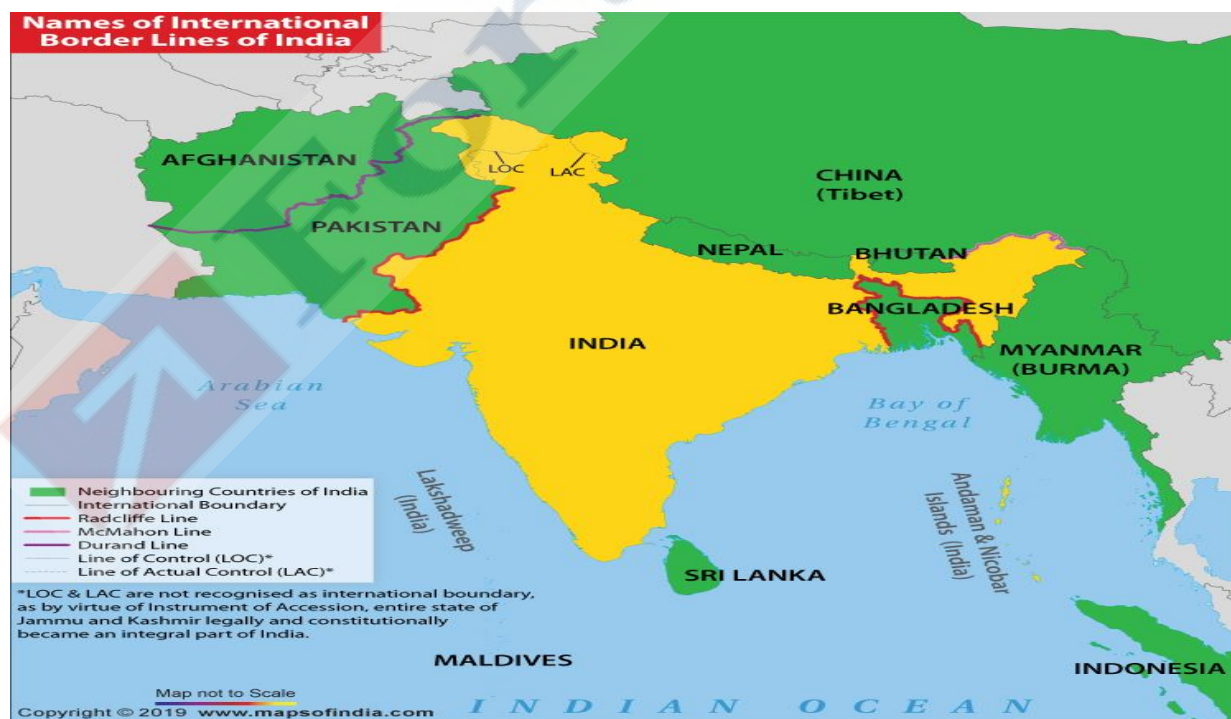 Names of International
Border Lines of India
AFGHANISTAN
LOC
LAC
CHINA
(Tibet)
PAKISTAN
NEPAL
BHUTAN
BANGLADESH
INDIA
MYANMAR
(BURMA)
Arabian
Sea
Bay of
Bengal
Lakshadweep
(India)
Andaman & Nicobar
Islands (India)
Neighbouring Countries of India
International Boundary
Radcliffe Line
McMahon Line
Durand Line
Line of Control (LOC)*
Line of Actual Control (LAC)*
SRI LANKA
*LOC & LAC are not recognised as international boundary,
as by virtue of Instrument of Accession, entire state of
Jammu and Kashmir legally and constitutionally
became an integral part of India.
MALDIVES
INDONESIA
Map not to Scale
INDIAN OCEAN
Copyright © 2019 www.mapsofindia.com